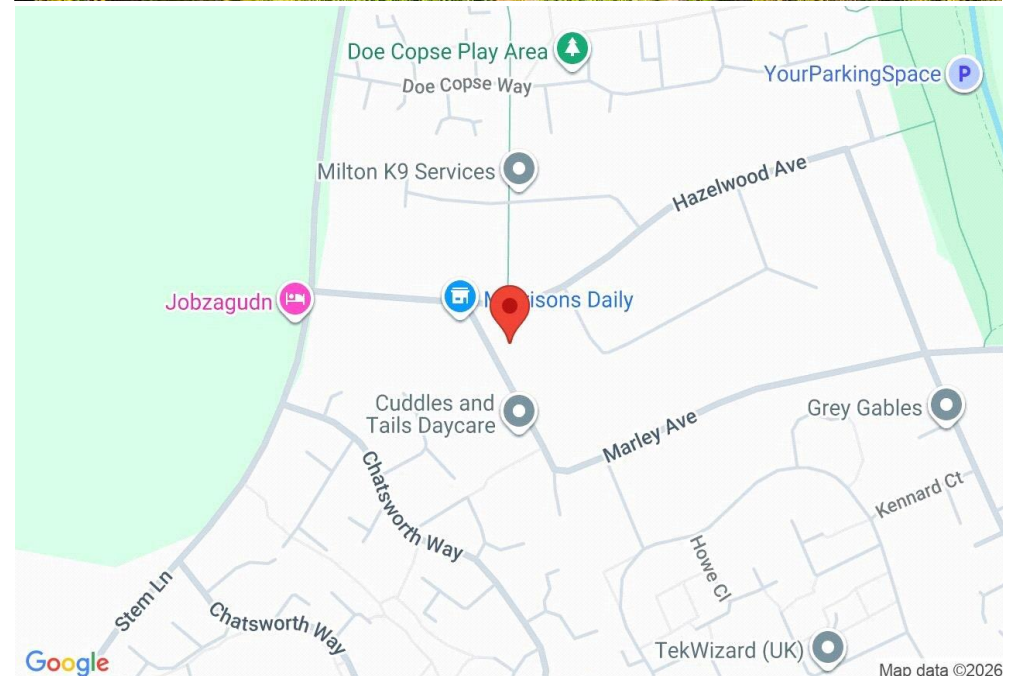 Doe Copse Play Area
Doe Copse Way
YourParkingSpace
P
Milton K9 Services
Hazelwood Ave
Jobzagudn
Morrisons Daily
Cuddles and
Tails Daycare
Grey Gables
Marley Ave
Chatsworth Way
Kennard Ct
Howe Cl
Stem Ln
Chatsworth Way
TekWizard (UK)
Google
Map data ©2026